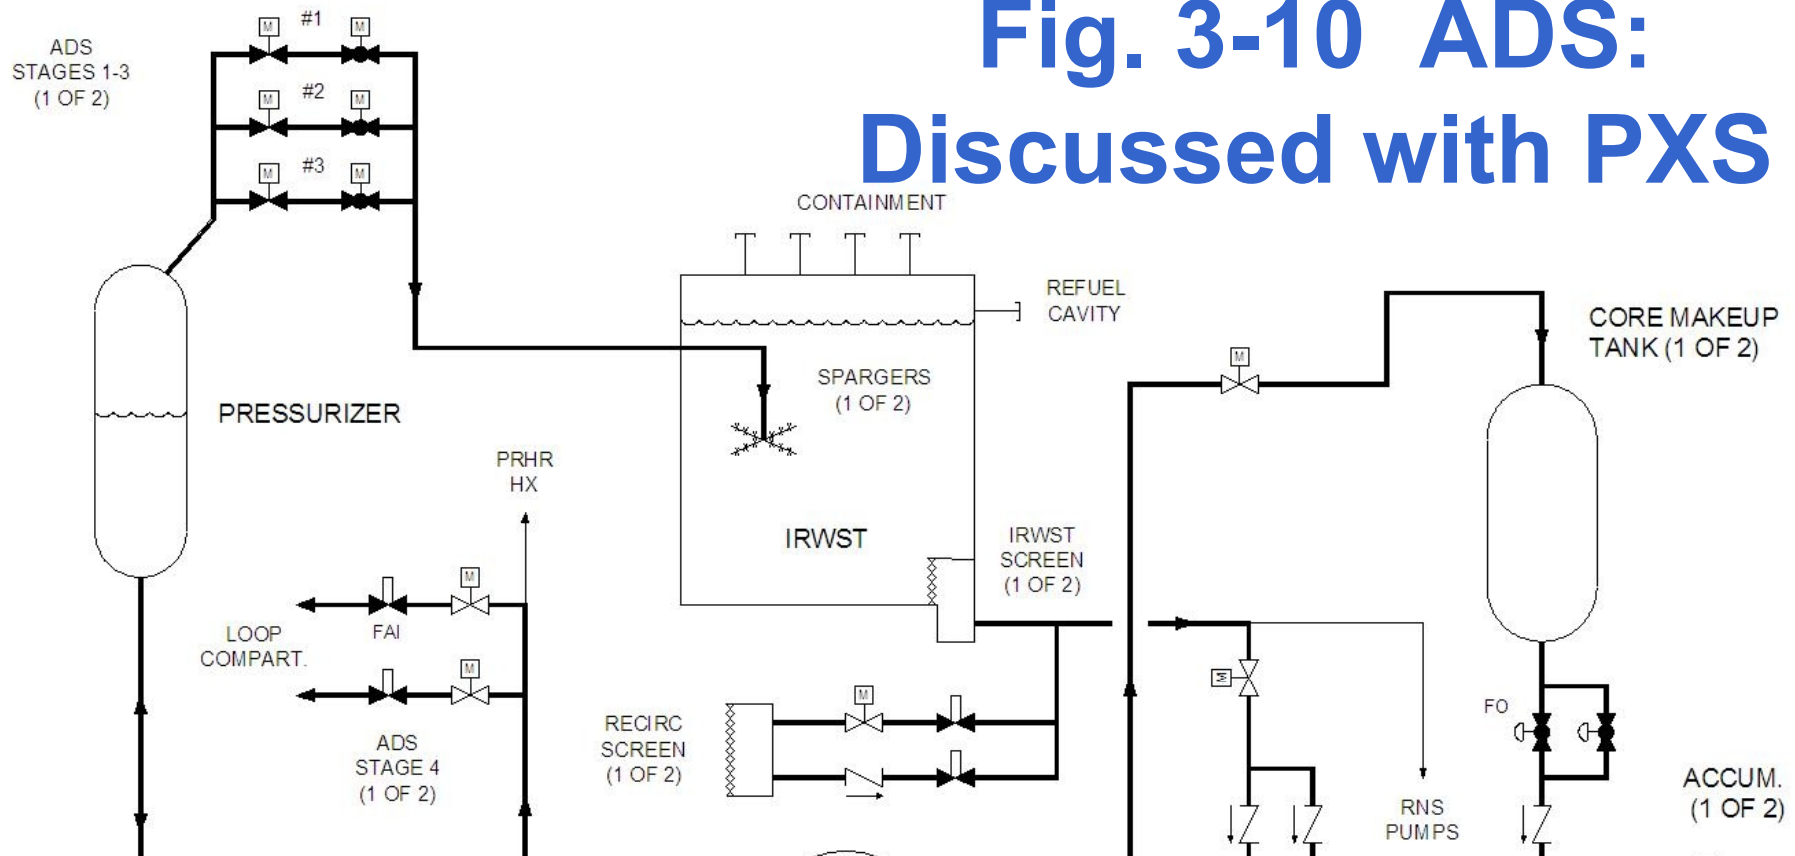 Fig. 3-10 ADS:
Discussed with PXS
ADS
STAGES 1-3
(1 OF 2)
#1
M
M
#2
M
M
#3
M
M
CONTAINMENT
REFUEL
CAVITY
CORE MAKEUP
TANK (1 OF 2)
M
SPARGERS
(1 OF 2)
PRESSURIZER
PRHR
HX
IRWST
IRWST
SCREEN
(1 OF 2)
M
FAI
LOOP
COMPART.
M
M
M
RECIRC
SCREEN
(1 OF 2)
FO
ADS
STAGE 4
(1 OF 2)
RNS
PUMPS
ACCUM.
(1 OF 2)